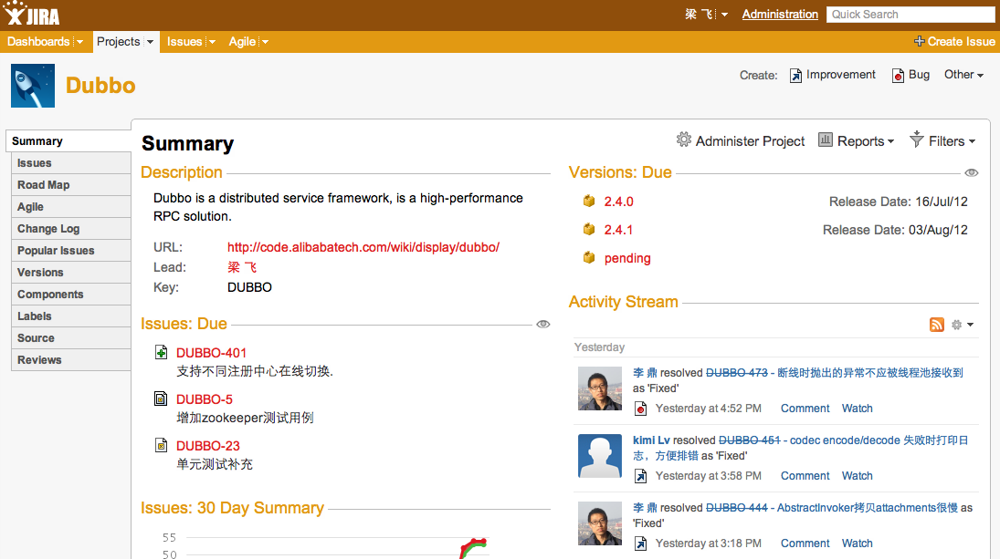 JIRA
梁 飞
Administration
Quick Search
Dashboards
Projects
Issues
Agile
Create Issue
Dubbo
Create:
Improvement
Bug
Other
Summary
Issues
Road Map
Agile
Change Log
Popular Issues
Versions
Components
Labels
Source
Reviews
Summary
Administer Project
Reports
Filters
Description
Dubbo is a distributed service framework, is a high-performance
RPC solution.
URL: http://code.alibabatech.com/wiki/display/dubbo/
Lead: 梁 飞
Key: DUBBO
Issues: Due
DUBBO-401
支持不同注册中心在线切换.
DUBBO-5
增加zookeeper测试用例
DUBBO-23
单元测试补充
Issues: 30 Day Summary
55
50
Versions: Due
2.4.0 Release Date: 16/Jul/12
2.4.1 Release Date: 03/Aug/12
pending
Activity Stream
Yesterday
李 鼎 resolved DUBBO-473 - 断线时抛出的异常不应被线程池接收到
as 'Fixed'
Yesterday at 4:52 PM Comment Watch
kimi Lv resolved DUBBO-451 - codec encode/decode 失败时打印日
志，方便排错 as 'Fixed'
Yesterday at 3:58 PM Comment Watch
李 鼎 resolved DUBBO-444 - AbstractInvoker拷贝attachments很慢 as
'Fixed'
Yesterday at 3:18 PM Comment Watch